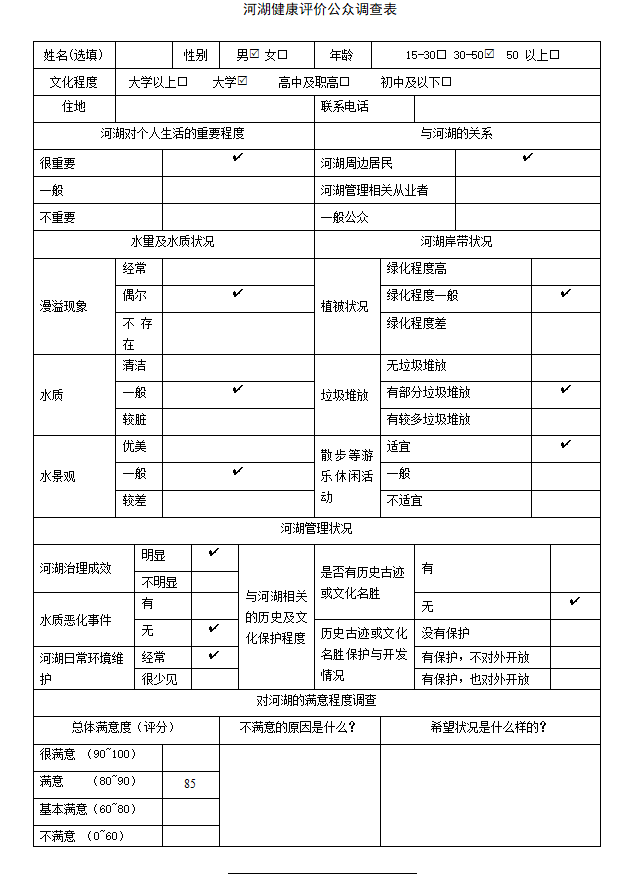 河湖健康评价公众调查表
姓名(选填) 性别 男☑ 女□ 年龄 15-30□ 30-50☑ 50 以上□
文化程度 大学以上□ 大学☑ 高中及职高□ 初中及以下□
住地 联系电话
河湖对个人生活的重要程度 与河湖的关系
很重要 ✔ 河湖周边居民 ✔
一般 河湖管理相关从业者
不重要 一般公众
水量及水质状况 河湖岸带状况
漫溢现象 经常 植被状况 绿化程度高
偶尔 ✔ 绿化程度一般 ✔
不 存 在 绿化程度差
水质 清洁 垃圾堆放 无垃圾堆放
一般 ✔ 有部分垃圾堆放 ✔
较脏 有较多垃圾堆放
水景观 优美 散步等游乐休闲活动 适宜 ✔
一般 ✔ 一般
较差 不适宜
河湖管理状况
河湖治理成效 明显 ✔ 与河湖相关的历史及文化保护程度 是否有历史古迹或文化名胜 有
不明显
水质恶化事件 有 无 ✔
无 ✔ 历史古迹或文化名胜保护与开发情况 没有保护
河湖日常环境维护 经常 ✔ 有保护，不对外开放
很少见 有保护，也对外开放
对河湖的满意程度调查
总体满意度（评分） 不满意的原因是什么？ 希望状况是什么样的？
很满意 （90~100）
满意 （80~90） 85
基本满意（60~80）
不满意 （0~60）